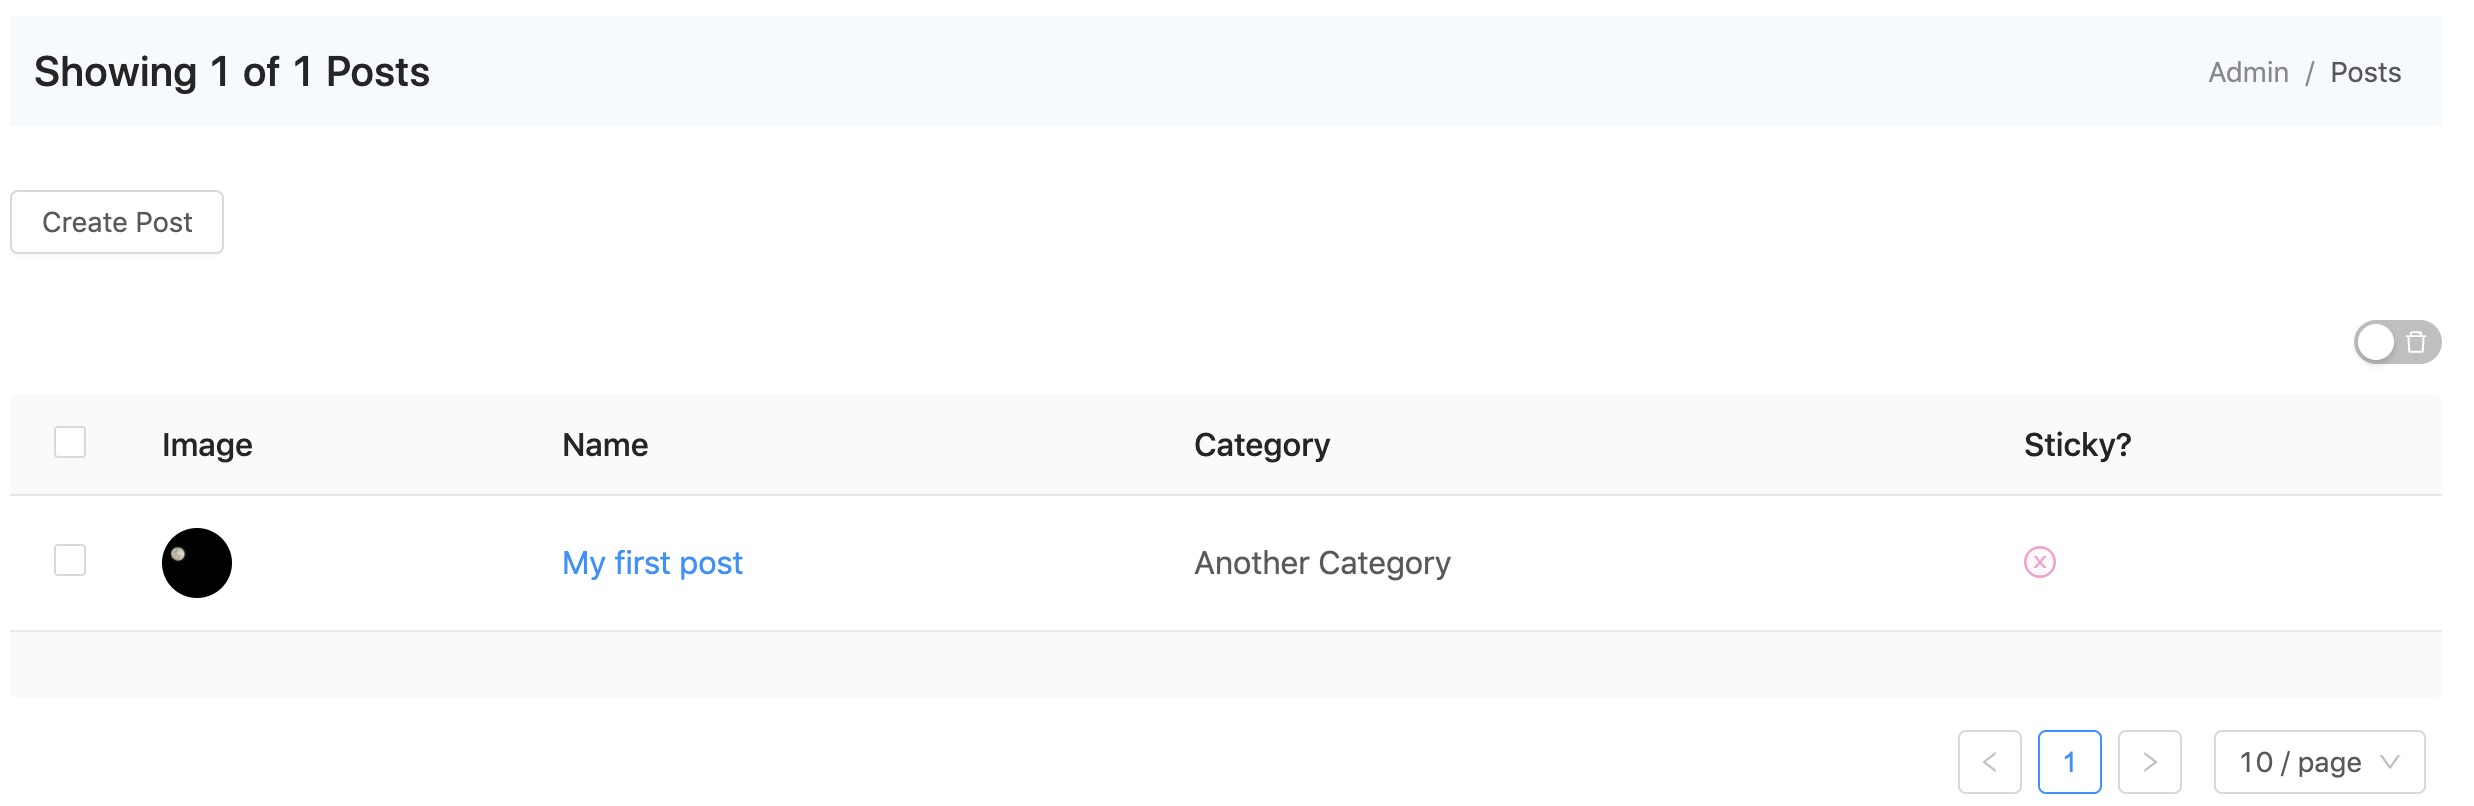 Showing 1 of 1 Posts
Admin / Posts
Create Post
Image Name Category Sticky?
My first post Another Category
1 10 / page